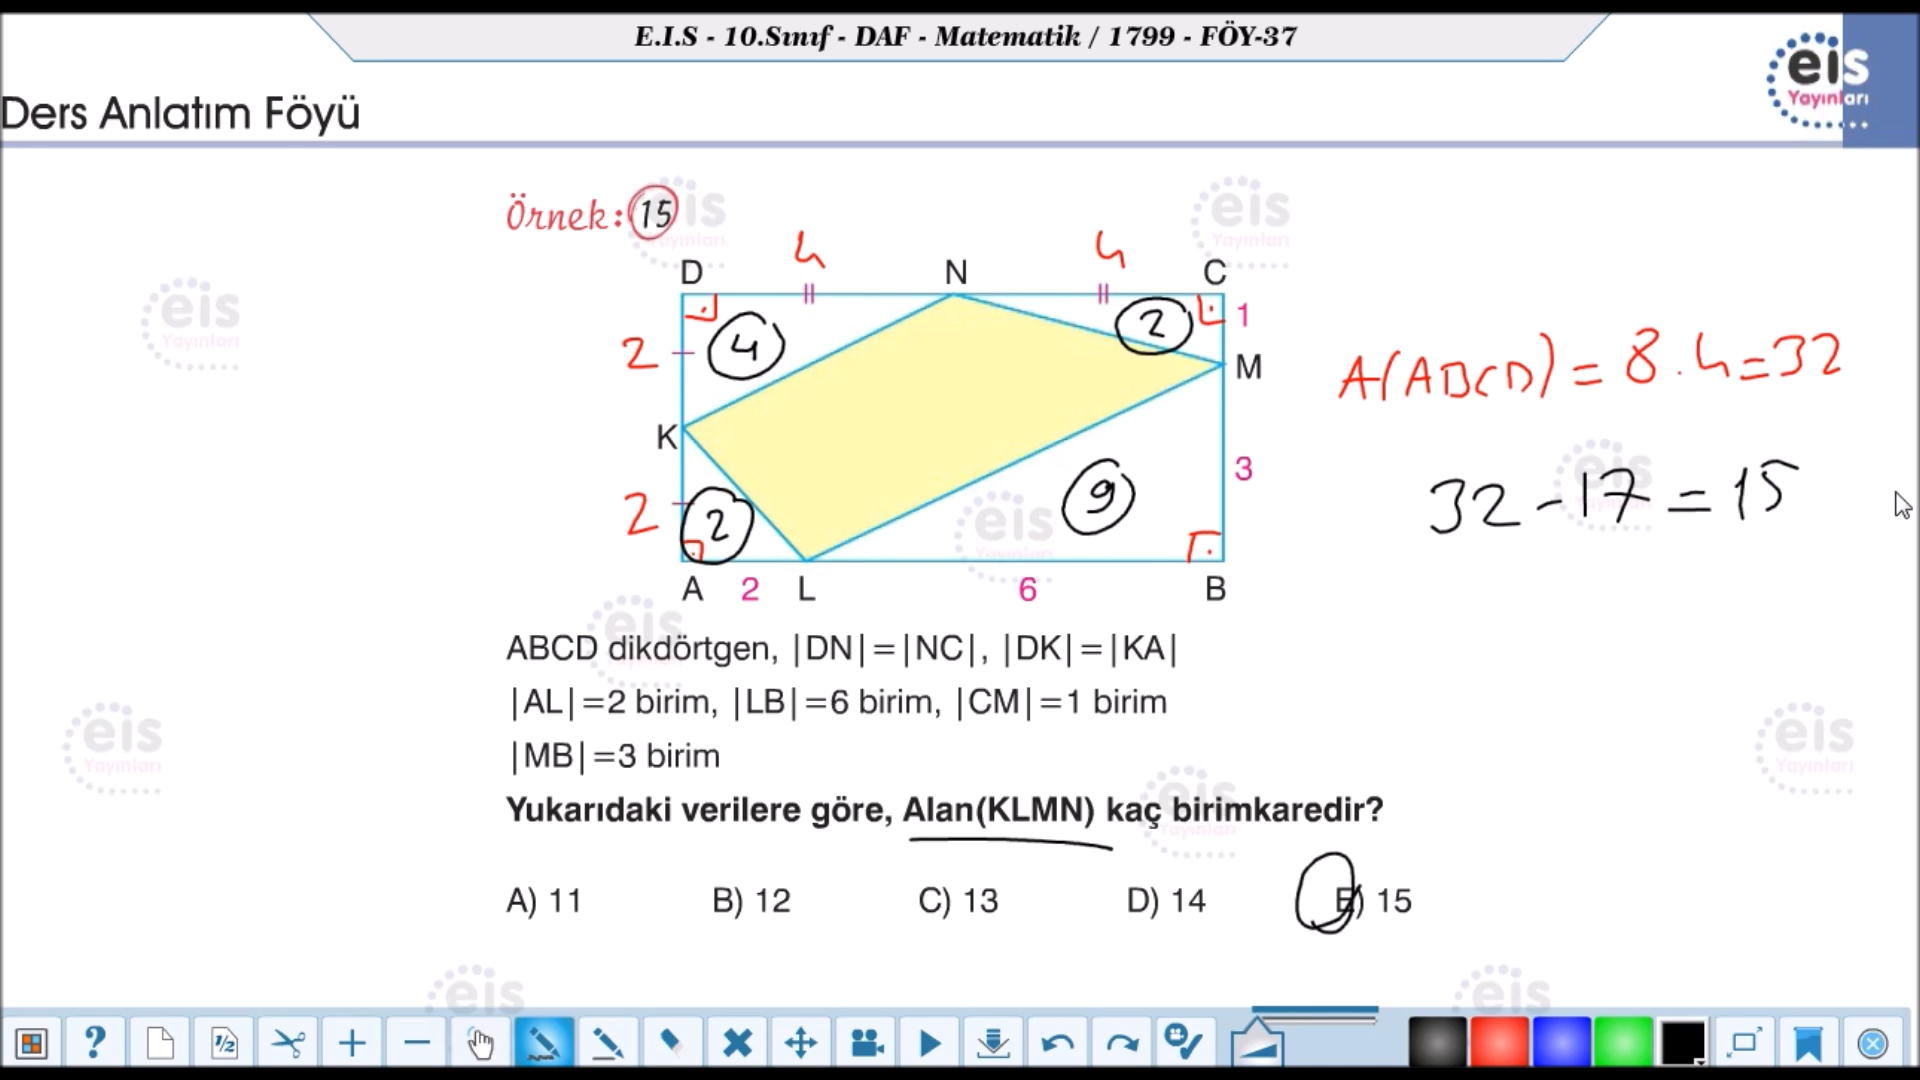 E.I.S - 10.Sınıf - DAF - Matematik / 1799 - FÖY-37
eis
Yayınları
Ders Anlatım Föyü
Örnek: 15
4 4
D N C
2 4 2 1
M
K
2 2 9 3
A 2 L 6 B
A(ABCD) = 8.4=32
32-17=15
ABCD dikdörtgen, |DN|=|NC|, |DK|=|KA|
|AL|=2 birim, |LB|=6 birim, |CM|=1 birim
|MB|=3 birim
Yukarıdaki verilere göre, Alan(KLMN) kaç birimkaredir?
A) 11 B) 12 C) 13 D) 14 E) 15
? 1/2